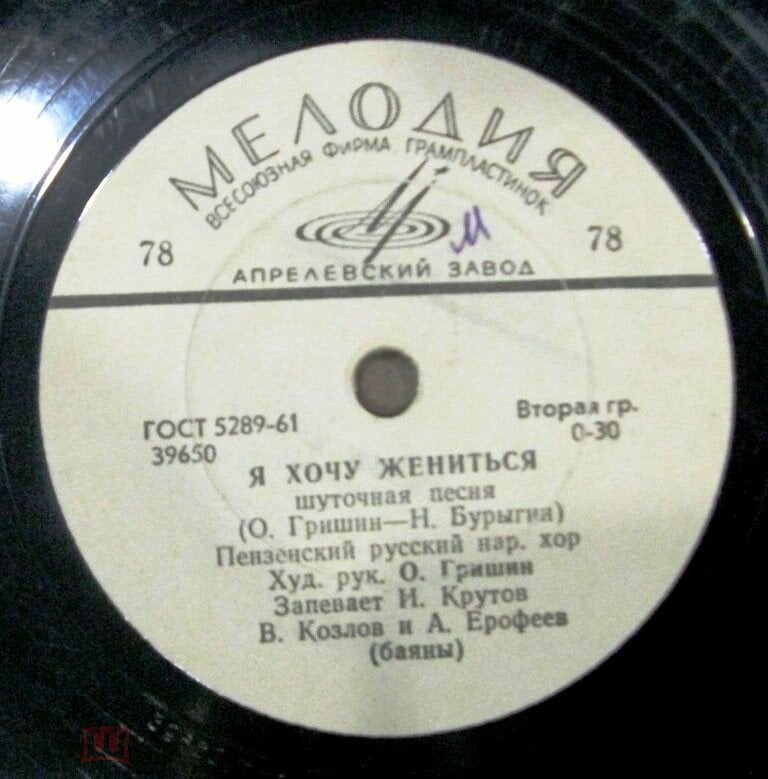 МЕЛОДИЯ
ВСЕСОЮЗНАЯ ФИРМА ГРАМПЛАСТИНОК
М
78
78
АПРЕЛЕВСКИЙ ЗАВОД
ГОСТ 5289-61
Вторая гр.
39650
0-30
Я ХОЧУ ЖЕНИТЬСЯ
шуточная песня
(О. Гришин—Н. Бурыгин)
Пензенский русский нар. хор
Худ. рук. О. Гришин
Запевает И. Крутов
В. Козлов и А. Ерофеев
(баяны)